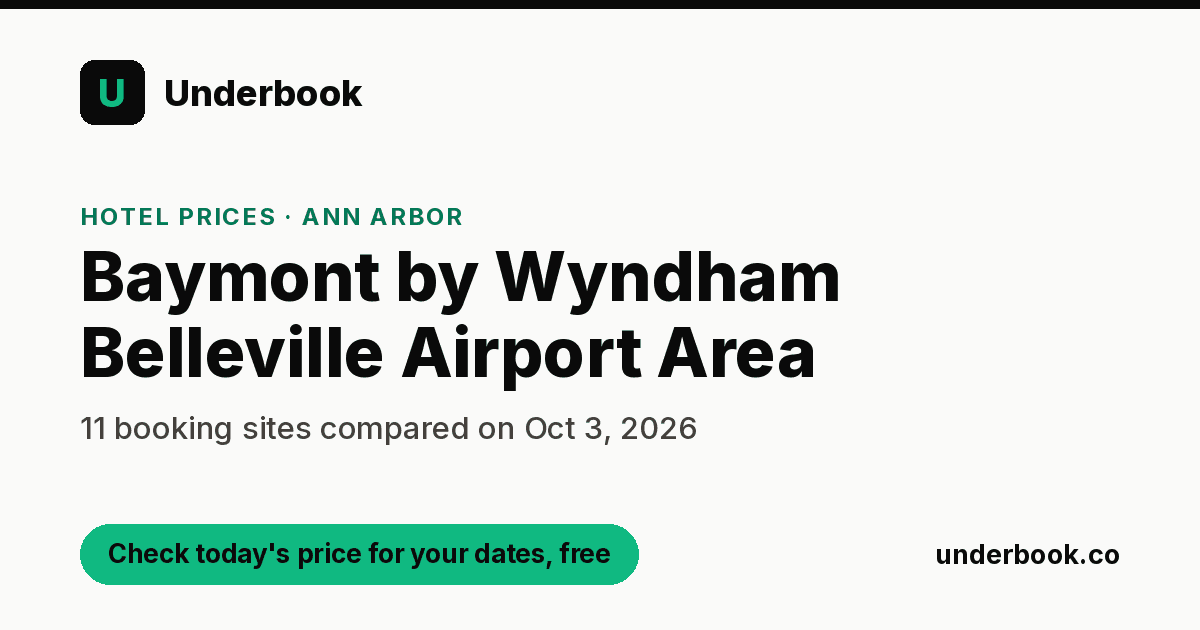 U Underbook
HOTEL PRICES · ANN ARBOR
Baymont by Wyndham
Belleville Airport Area
11 booking sites compared on Oct 3, 2026
Check today's price for your dates, free
underbook.co